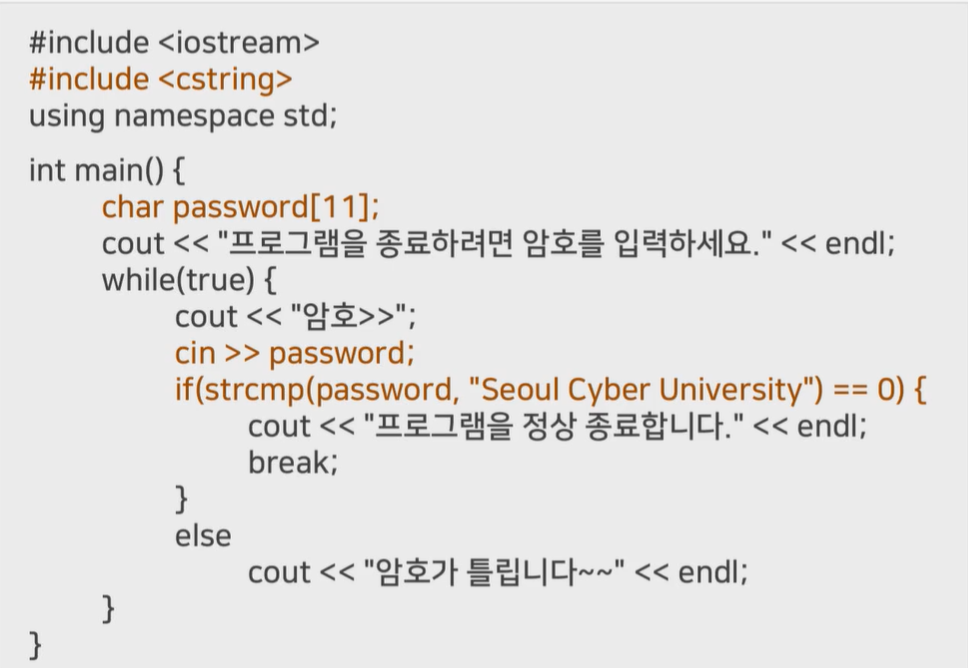 #include <iostream>
#include <cstring>
using namespace std;
int main() {
char password[11];
cout << "프로그램을 종료하려면 암호를 입력하세요." << endl;
while(true) {
cout << "암호>>";
cin >> password;
if(strcmp(password, "Seoul Cyber University") == 0) {
cout << "프로그램을 정상 종료합니다." << endl;
break;
}
else
cout << "암호가 틀립니다~~" << endl;
}
}